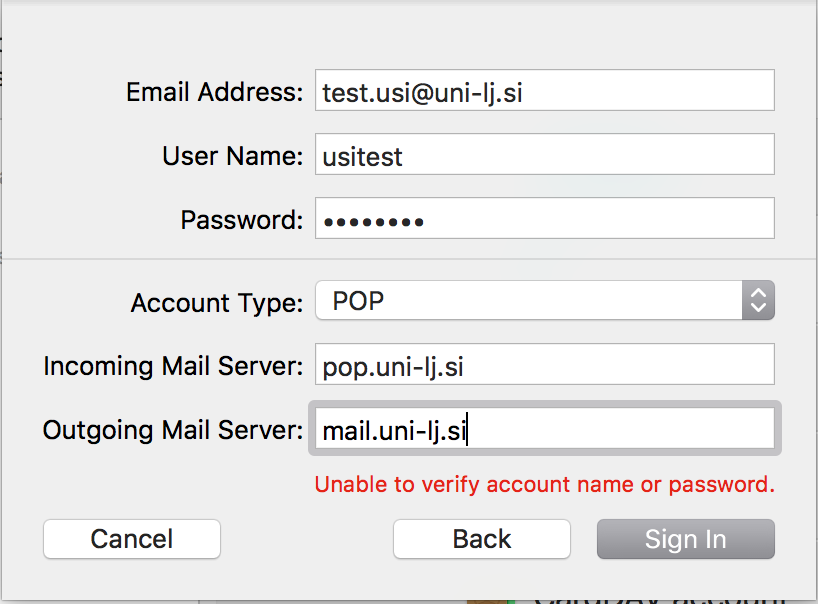 Email Address: test.usi@uni-lj.si
User Name: usitest
Password: ••••••••
Account Type: POP
Incoming Mail Server: pop.uni-lj.si
Outgoing Mail Server: mail.uni-lj.si
Unable to verify account name or password.
Cancel Back Sign In